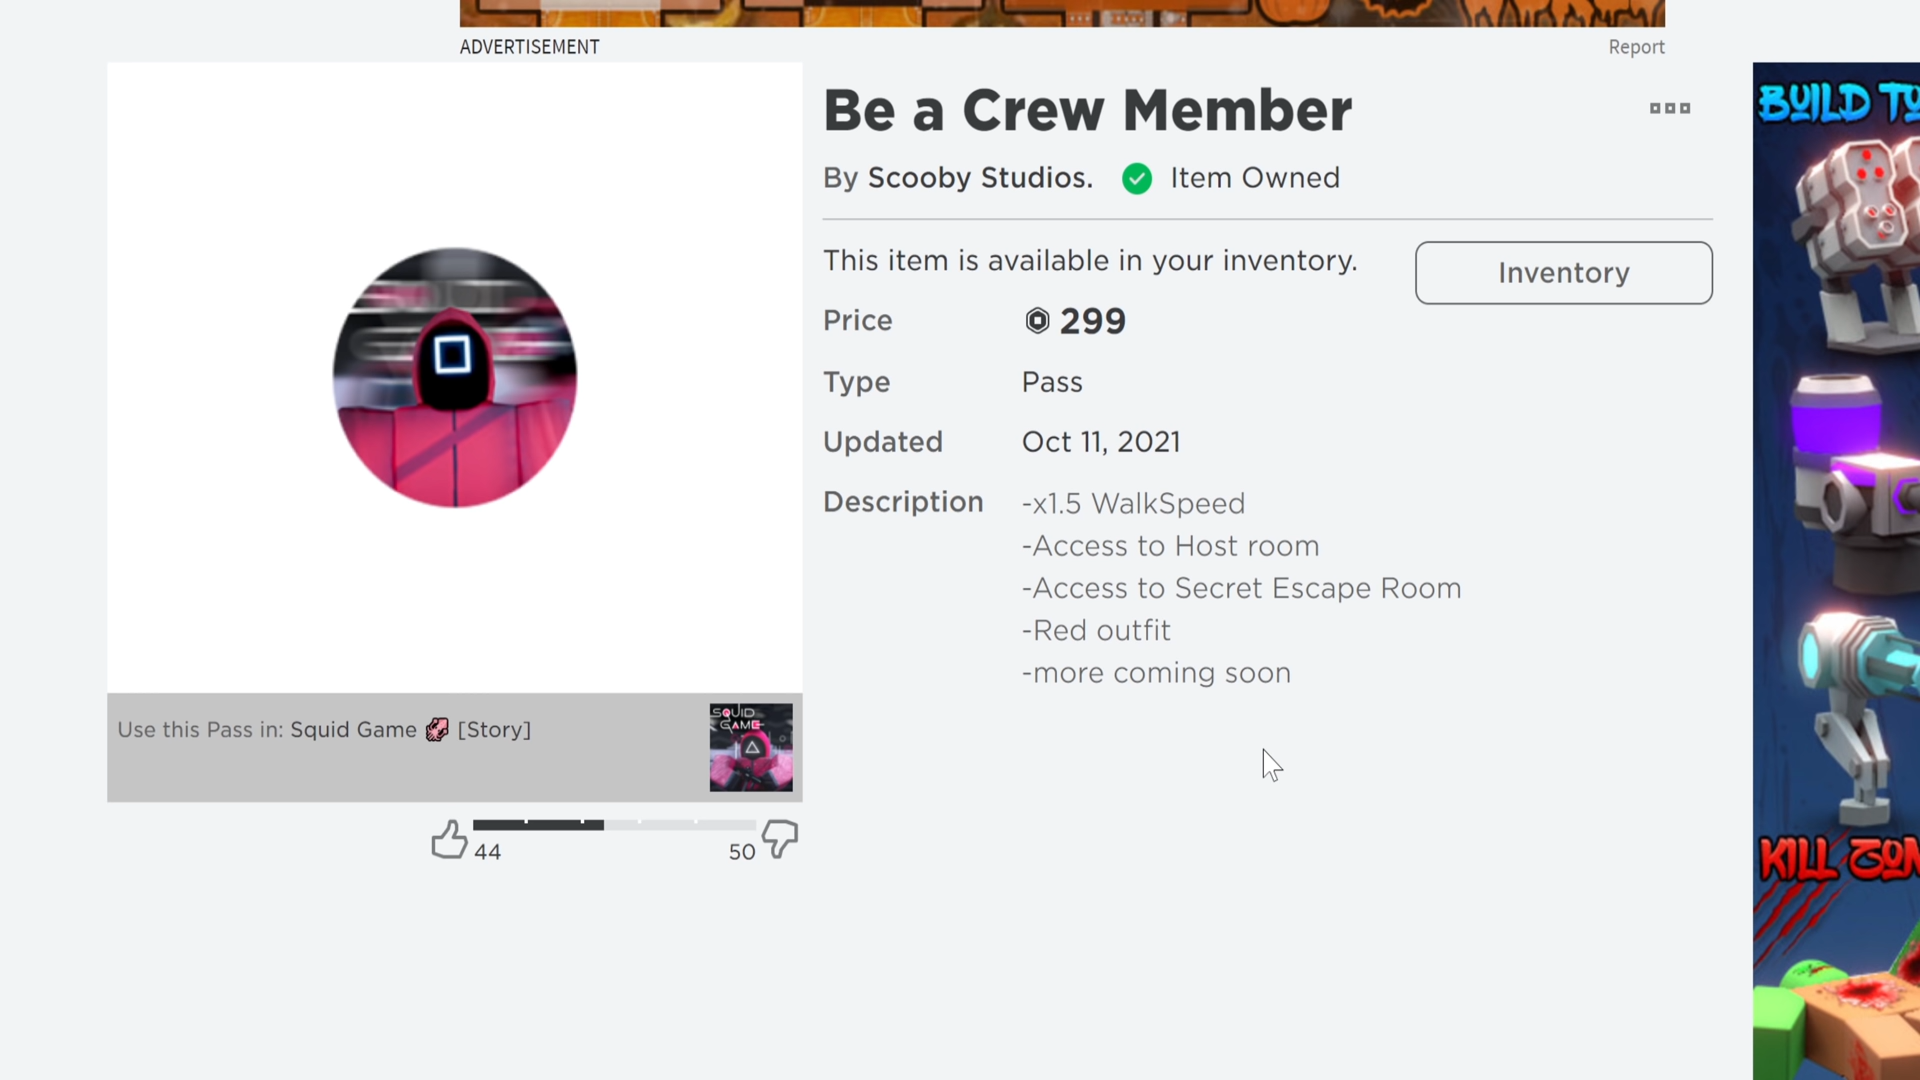 ADVERTISEMENT
Report
Be a Crew Member
By Scooby Studios. Item Owned
This item is available in your inventory.
Inventory
Price 299
Type Pass
Updated Oct 11, 2021
Description -x1.5 WalkSpeed
-Access to Host room
-Access to Secret Escape Room
-Red outfit
-more coming soon
Use this Pass in: Squid Game 🦑 [Story]
SQUID
GAME
44
50
BUILD
KILL